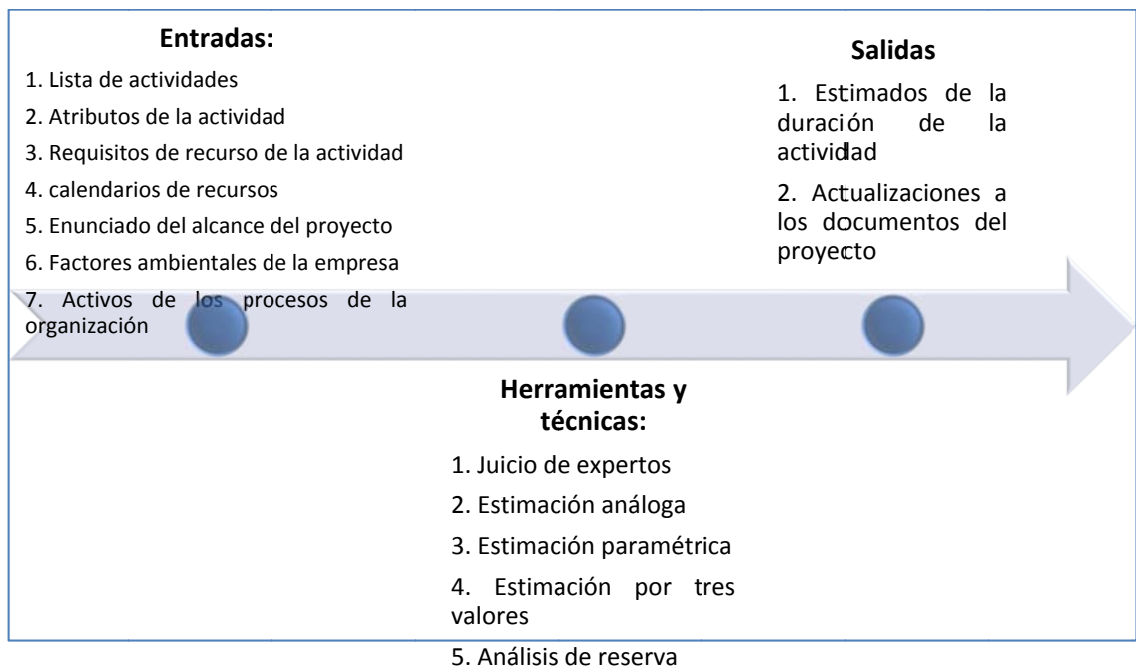 Entradas:
1. Lista de actividades
2. Atributos de la actividad
3. Requisitos de recurso de la actividad
4. calendarios de recursos
5. Enunciado del alcance del proyecto
6. Factores ambientales de la empresa
7. Activos de los procesos de la
organización
Herramientas y
técnicas:
1. Juicio de expertos
2. Estimación análoga
3. Estimación paramétrica
4. Estimación por tres
valores
5. Análisis de reserva
Salidas
1. Estimados de la
duración de la
actividad
2. Actualizaciones a
los documentos del
proyecto